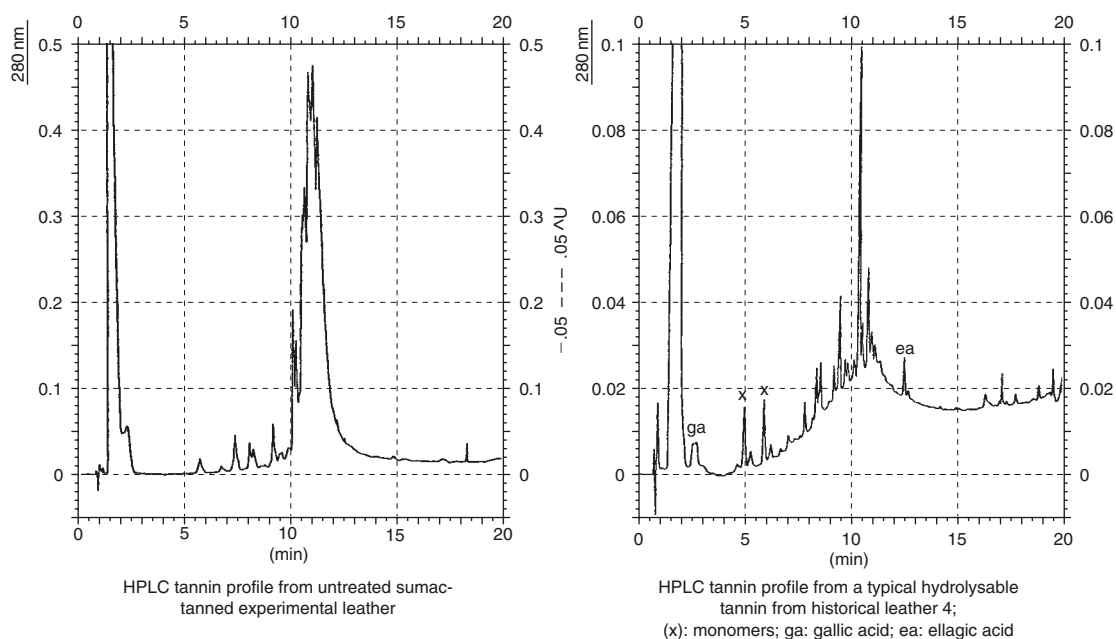 0 5 10 15 20
280 nm
0.5 0.5
0.4 0.4
0.3 0.3
0.2 0.2
0.1 0.1
0 0
0 5 10 15 20
(min)
HPLC tannin profile from untreated sumac-
tanned experimental leather
0 5 10 15 20
280 nm
0.1 0.1
0.08 0.08
0.06 0.06
0.04 0.04
0.02 0.02
0 0
ga
x
x
ea
0 5 10 15 20
(min)
HPLC tannin profile from a typical hydrolysable
tannin from historical leather 4;
(x): monomers; ga: gallic acid; ea: ellagic acid